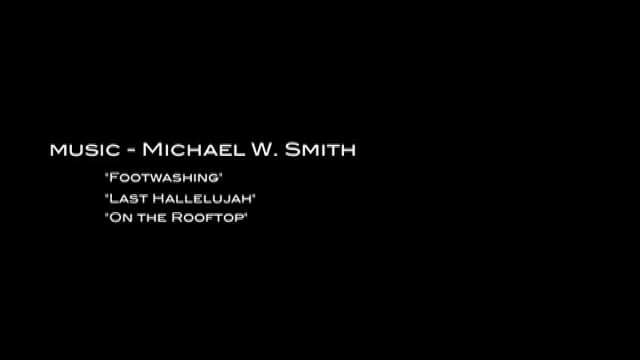 MUSIC - MICHAEL W. SMITH
"FOOTWASHING"
"LAST HALLELUJAH"
"ON THE ROOFTOP"